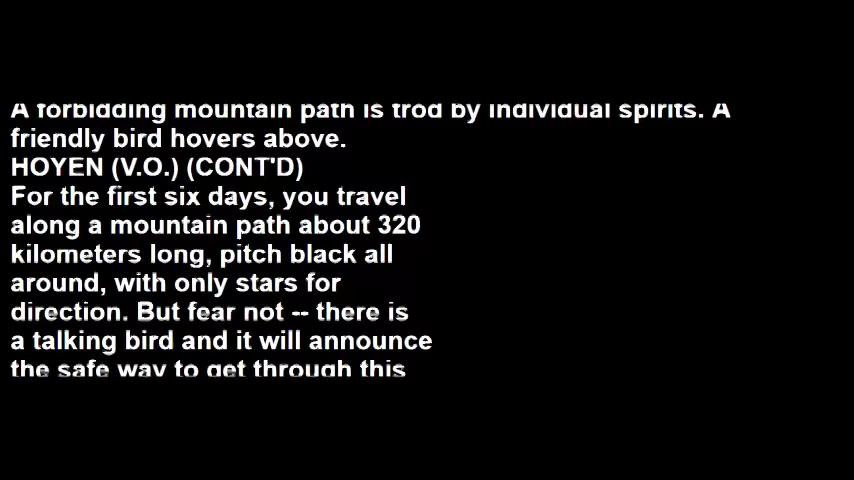 A forbidding mountain path is trod by individual spirits. A
friendly bird hovers above.
HOYEN (V.O.) (CONT'D)
For the first six days, you travel
along a mountain path about 320
kilometers long, pitch black all
around, with only stars for
direction. But fear not -- there is
a talking bird and it will announce
the safe way to get through this